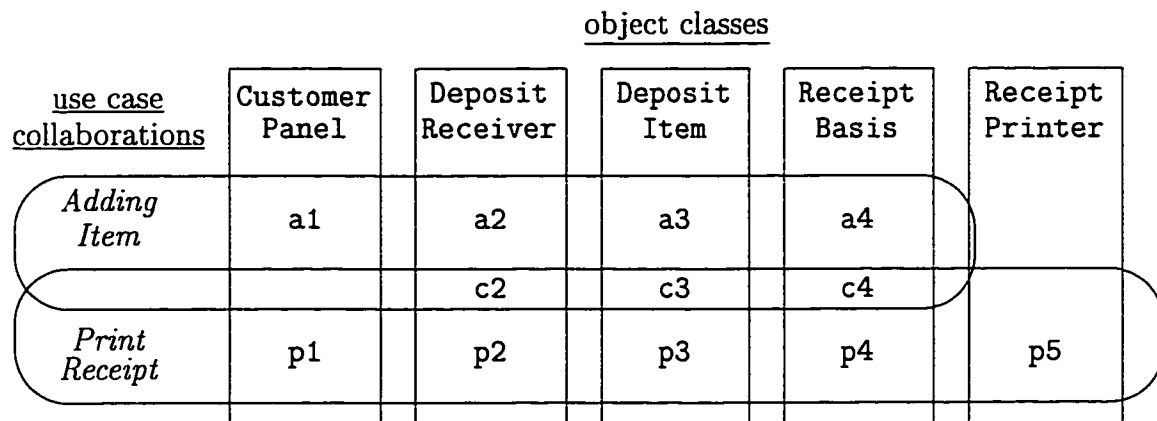 object classes
use case
collaborations
Customer Panel
Deposit Receiver
Deposit Item
Receipt Basis
Receipt Printer
Adding
Item
a1 a2 a3 a4
c2 c3 c4
Print
Receipt
p1 p2 p3 p4 p5